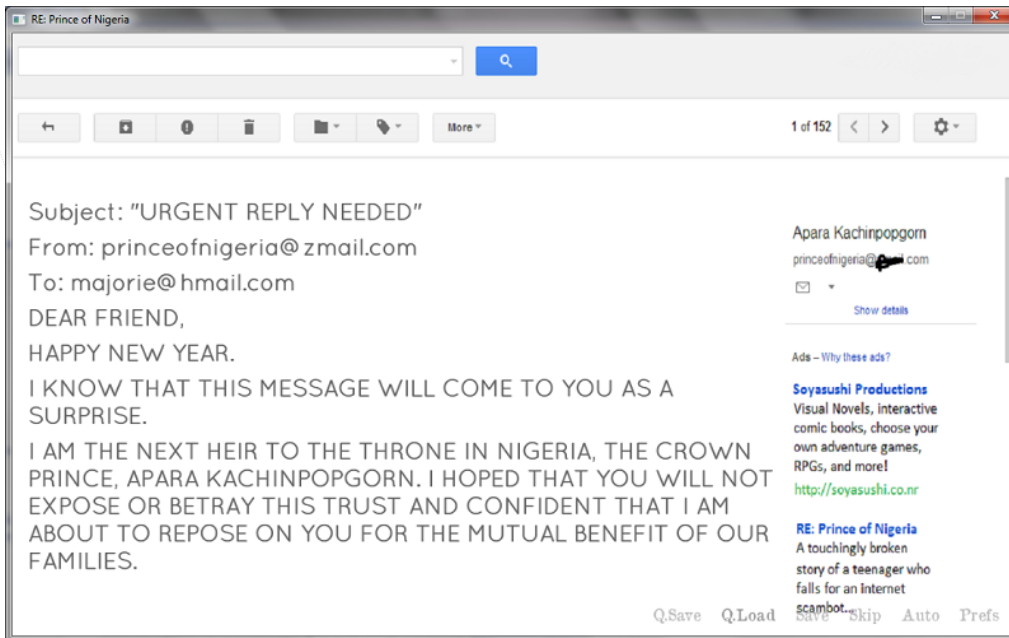 RE: Prince of Nigeria
More
1 of 152
Subject: "URGENT REPLY NEEDED"
From: princeofnigeria@zmail.com
To: majorie@hmail.com
DEAR FRIEND,
HAPPY NEW YEAR.
I KNOW THAT THIS MESSAGE WILL COME TO YOU AS A
SURPRISE.
I AM THE NEXT HEIR TO THE THRONE IN NIGERIA, THE CROWN
PRINCE, APARA KACHINPOPGORN. I HOPED THAT YOU WILL NOT
EXPOSE OR BETRAY THIS TRUST AND CONFIDENT THAT I AM
ABOUT TO REPOSE ON YOU FOR THE MUTUAL BENEFIT OF OUR
FAMILIES.
Apara Kachinpopgorn
princeofnigeria@ .com
Show details
Ads – Why these ads?
Soyasushi Productions
Visual Novels, interactive
comic books, choose your
own adventure games,
RPGs, and more!
http://soyasushi.co.nr
RE: Prince of Nigeria
A touchingly broken
story of a teenager who
falls for an internet
scambot...
Q.Save Q.Load Save Skip Auto Prefs